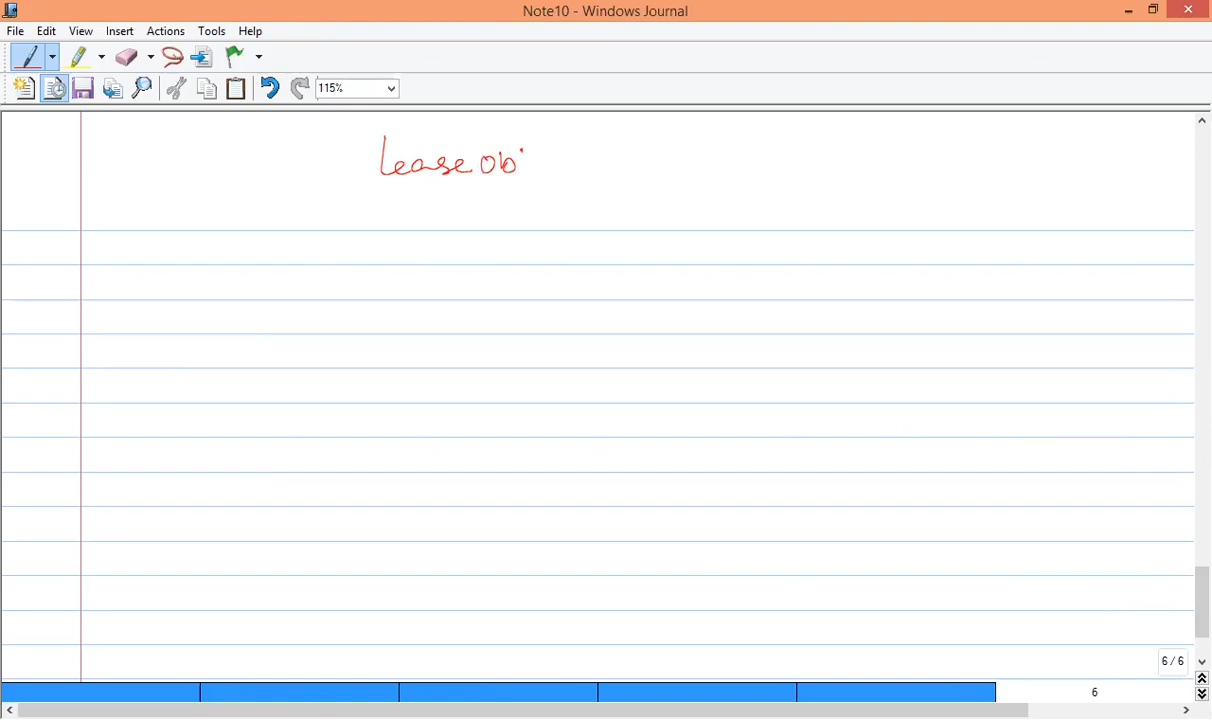 Note10 - Windows Journal
File Edit View Insert Actions Tools Help
115%
Lease ob
6 / 6
6